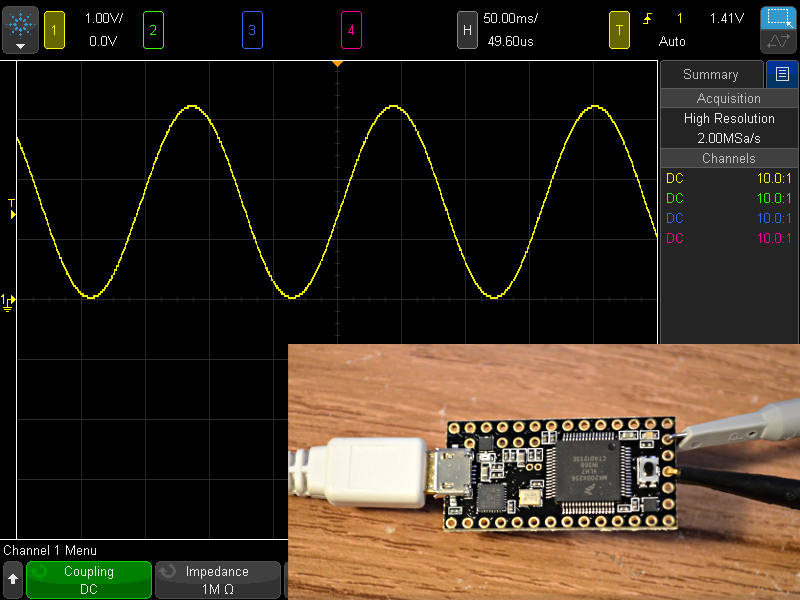 1
1.00V/
0.0V
2
3
4
H
50.00ms/
49.60us
T
1
1.41V
Auto
Summary
Acquisition
High Resolution
2.00MSa/s
Channels
DC 10.0:1
DC 10.0:1
DC 10.0:1
DC 10.0:1
T
1
Channel 1 Menu
Coupling
DC
Impedance
1M Ω